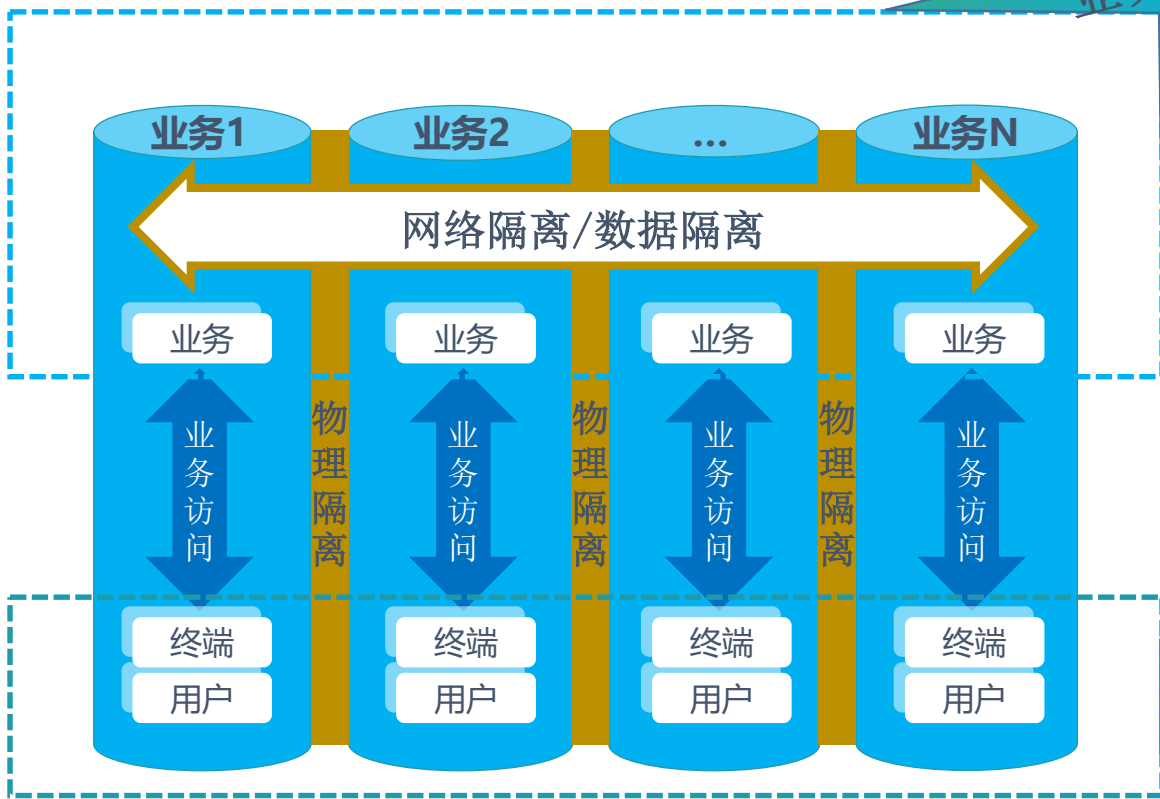 业务1
业务2
...
业务N
网络隔离/数据隔离
业务
业务
业务
业务
业务访问
物理隔离
业务访问
物理隔离
业务访问
物理隔离
业务访问
终端
终端
终端
终端
用户
用户
用户
用户